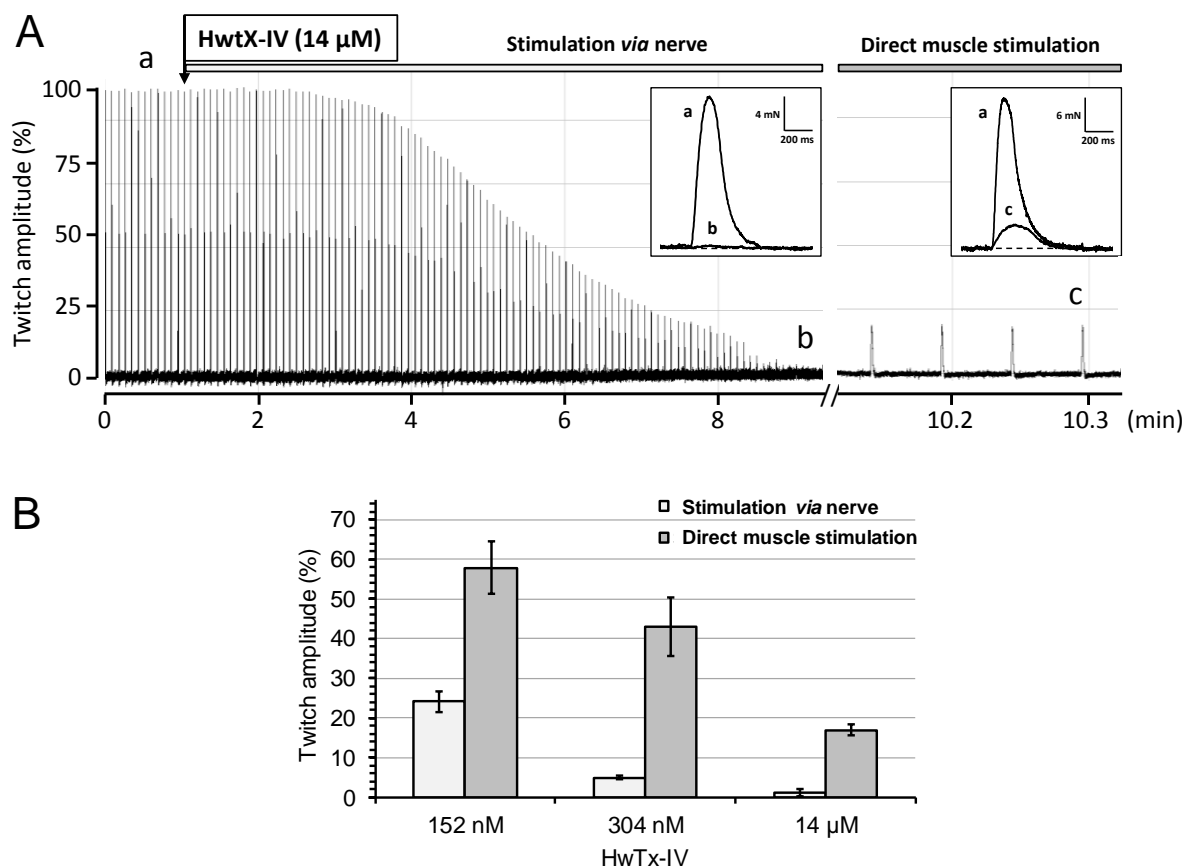 A
HwtX-IV (14 µM)
a
Stimulation via nerve
Direct muscle stimulation
Twitch amplitude (%)
100
75
50
25
0
a
b
4 mN
200 ms
a
c
6 mN
200 ms
b
c
0 2 4 6 8 10.2 10.3 (min)
B
Stimulation via nerve
Direct muscle stimulation
Twitch amplitude (%)
70
60
50
40
30
20
10
0
152 nM 304 nM 14 µM
HwTx-IV